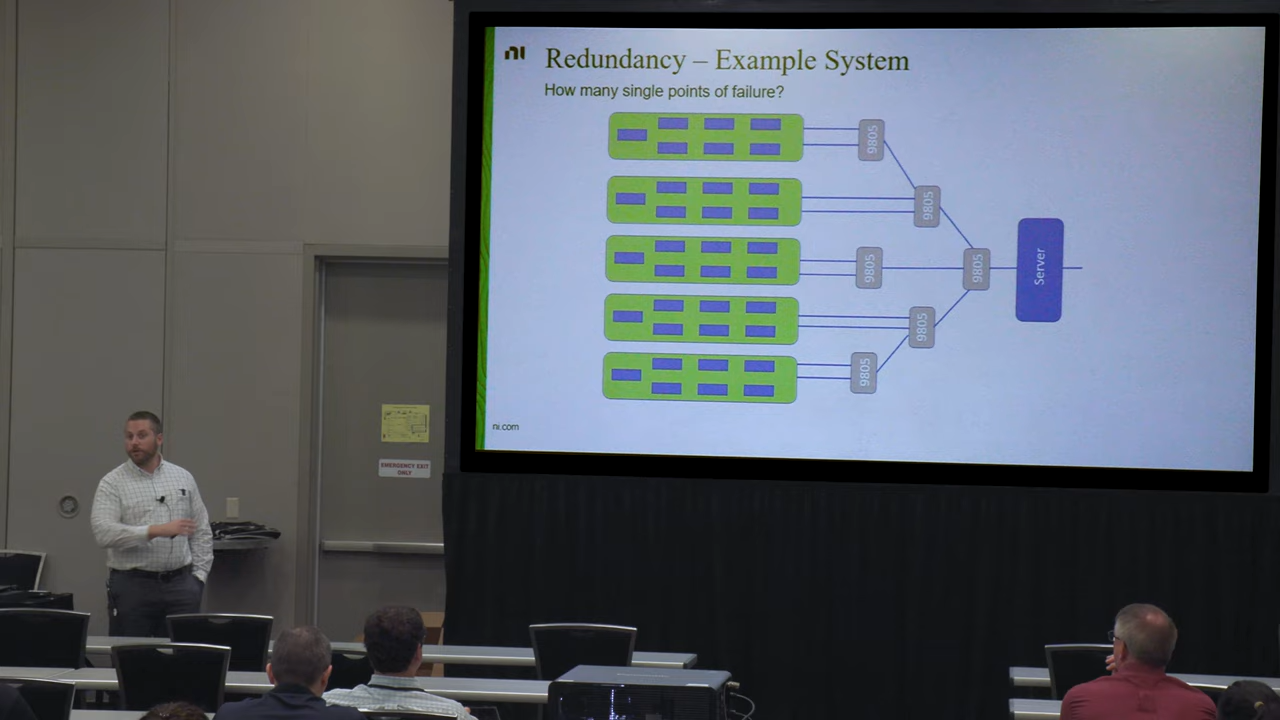 ni
Redundancy – Example System
How many single points of failure?
9805
9805
9805
9805
Server
9805
9805
ni.com
EMERGENCY EXIT
ONLY